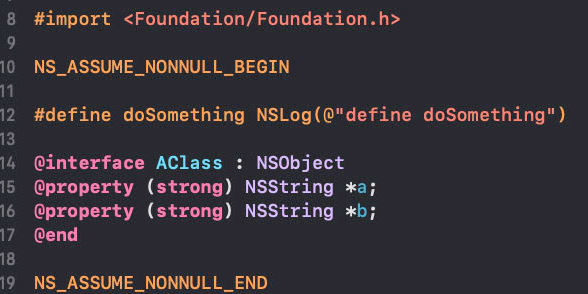 8 #import <Foundation/Foundation.h>
9
10 NS_ASSUME_NONNULL_BEGIN
11
12 #define doSomething NSLog(@"define doSomething")
13
14 @interface AClass : NSObject
15 @property (strong) NSString *a;
16 @property (strong) NSString *b;
17 @end
18
19 NS_ASSUME_NONNULL_END